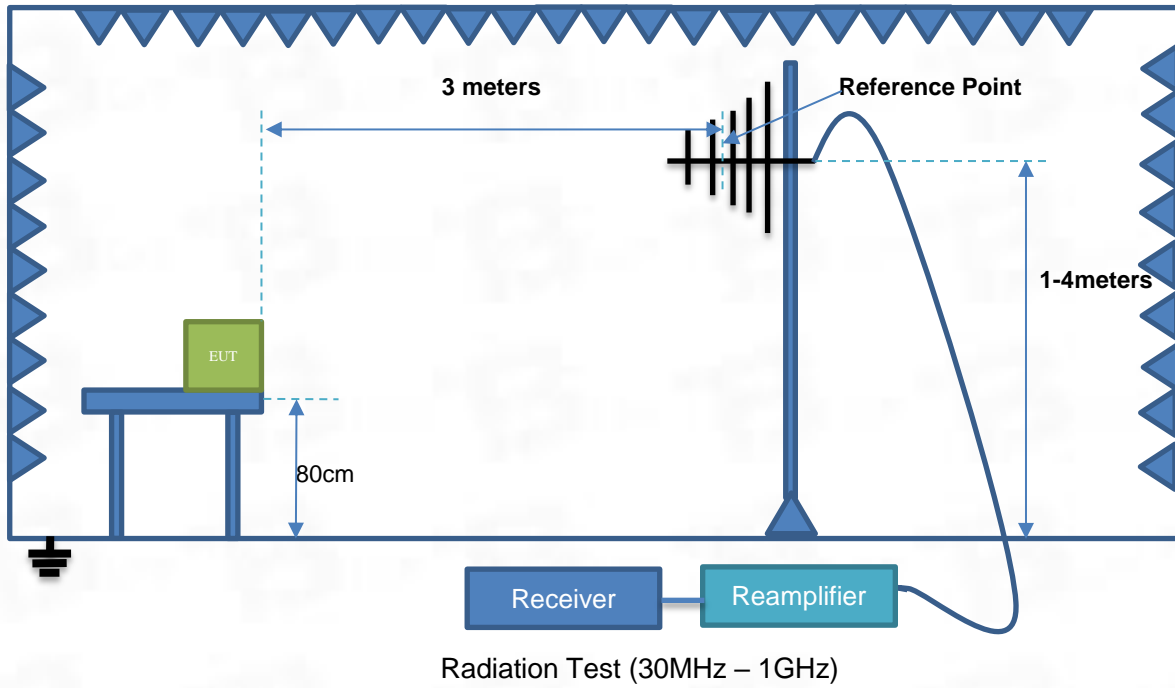 3 meters
Reference Point
EUT
1-4meters
80cm
Receiver
Reamplifier
Radiation Test (30MHz – 1GHz)